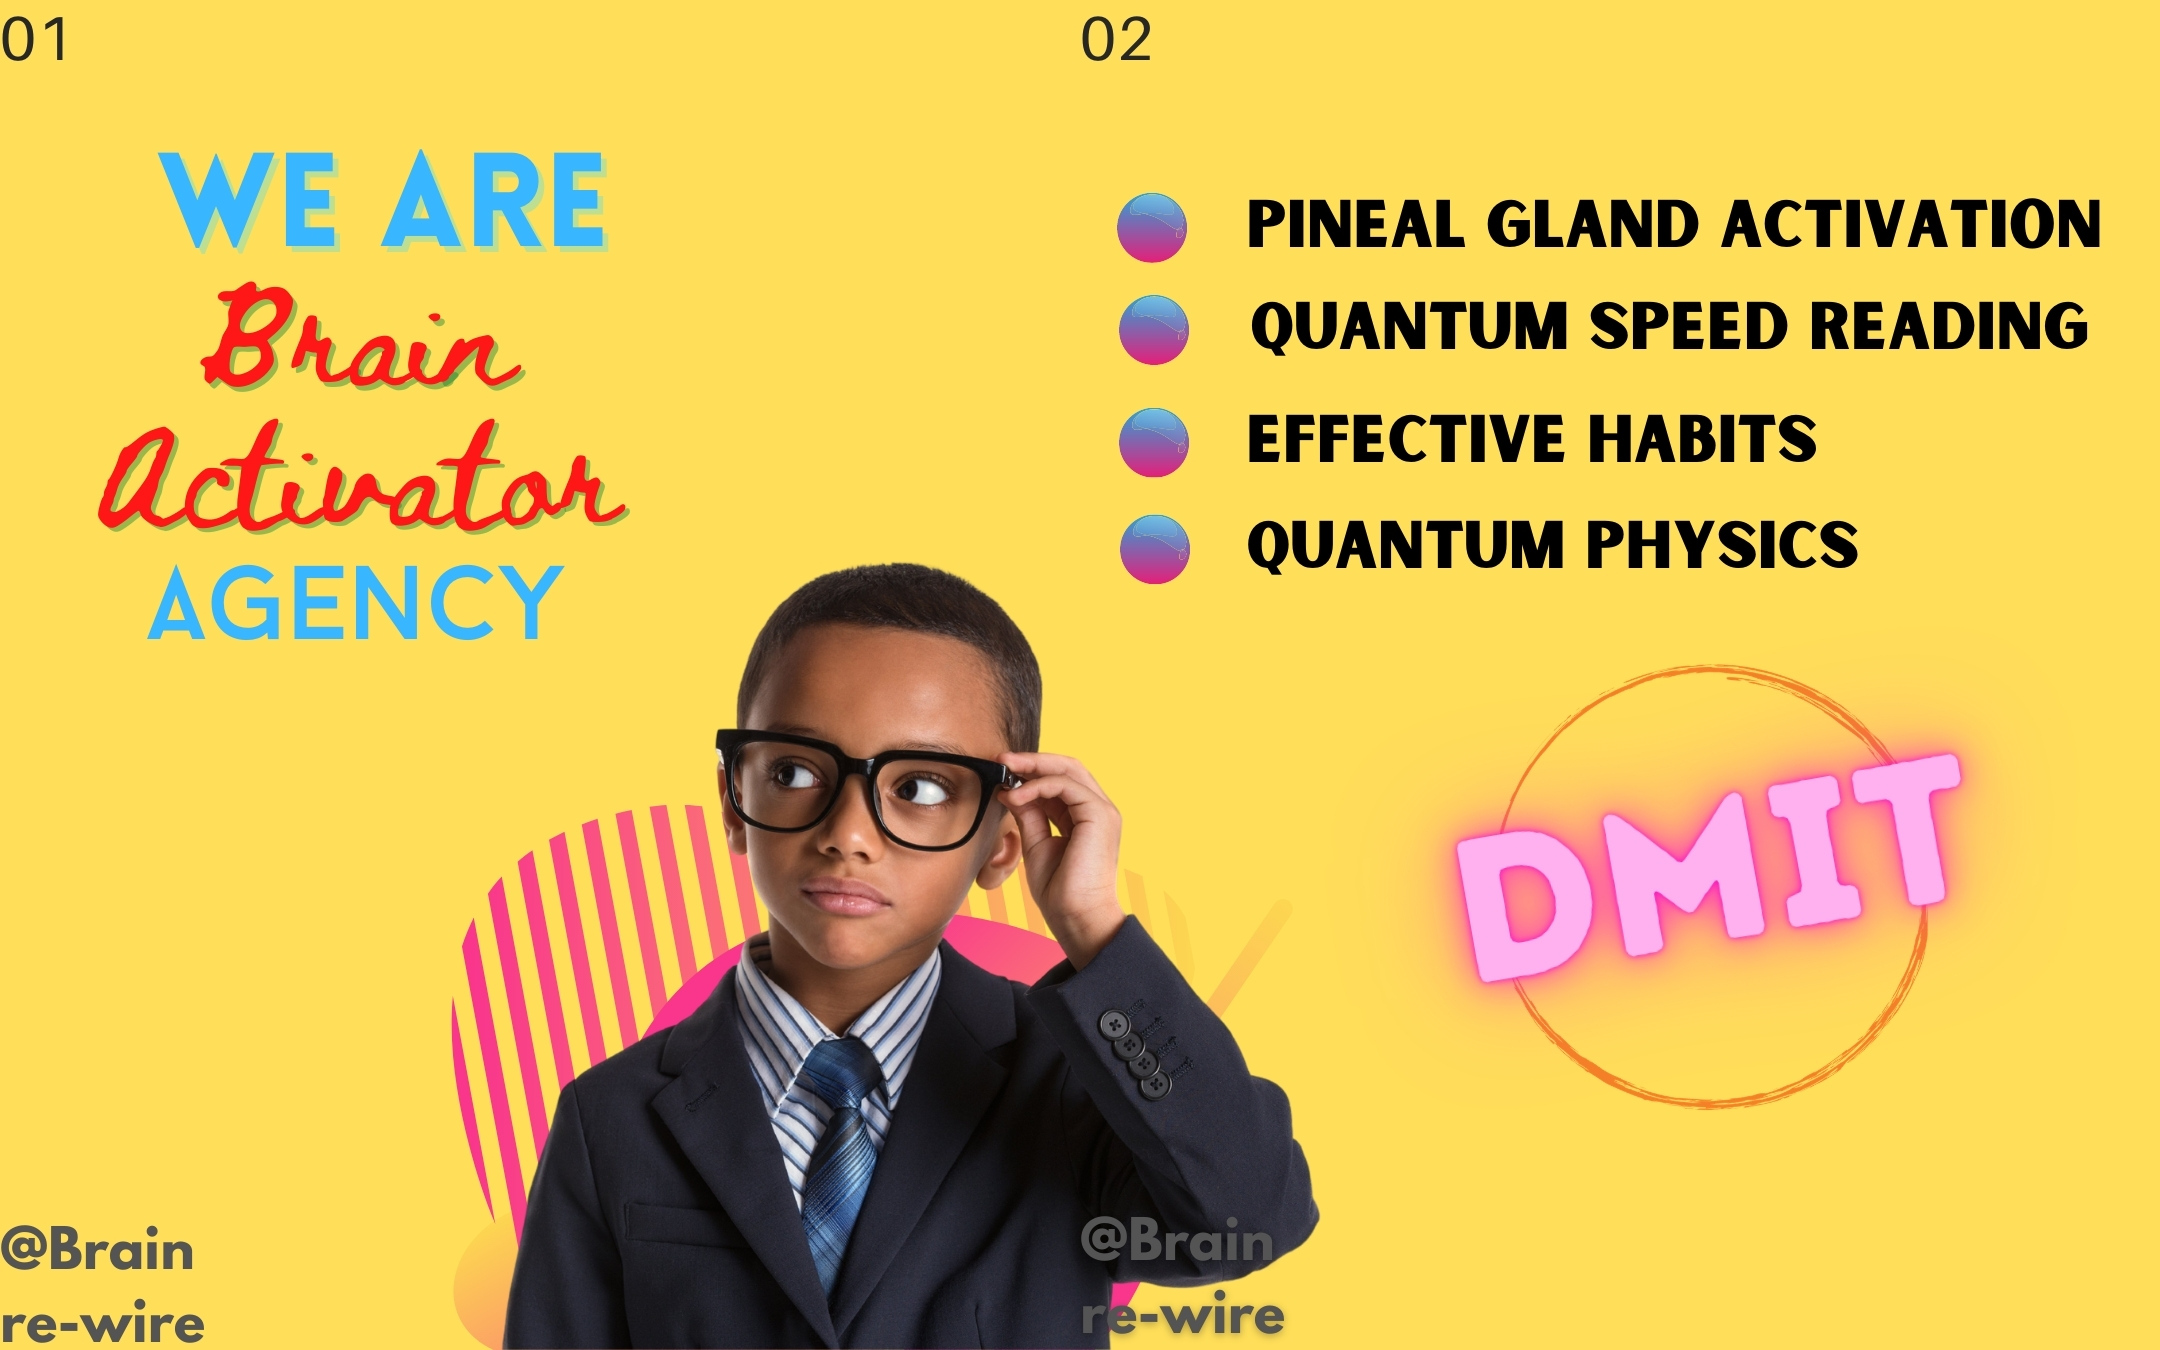 01
WE ARE
Brain
Activator
AGENCY
@Brain
re-wire
02
PINEAL GLAND ACTIVATION
QUANTUM SPEED READING
EFFECTIVE HABITS
QUANTUM PHYSICS
DMIT
@Brain
re-wire